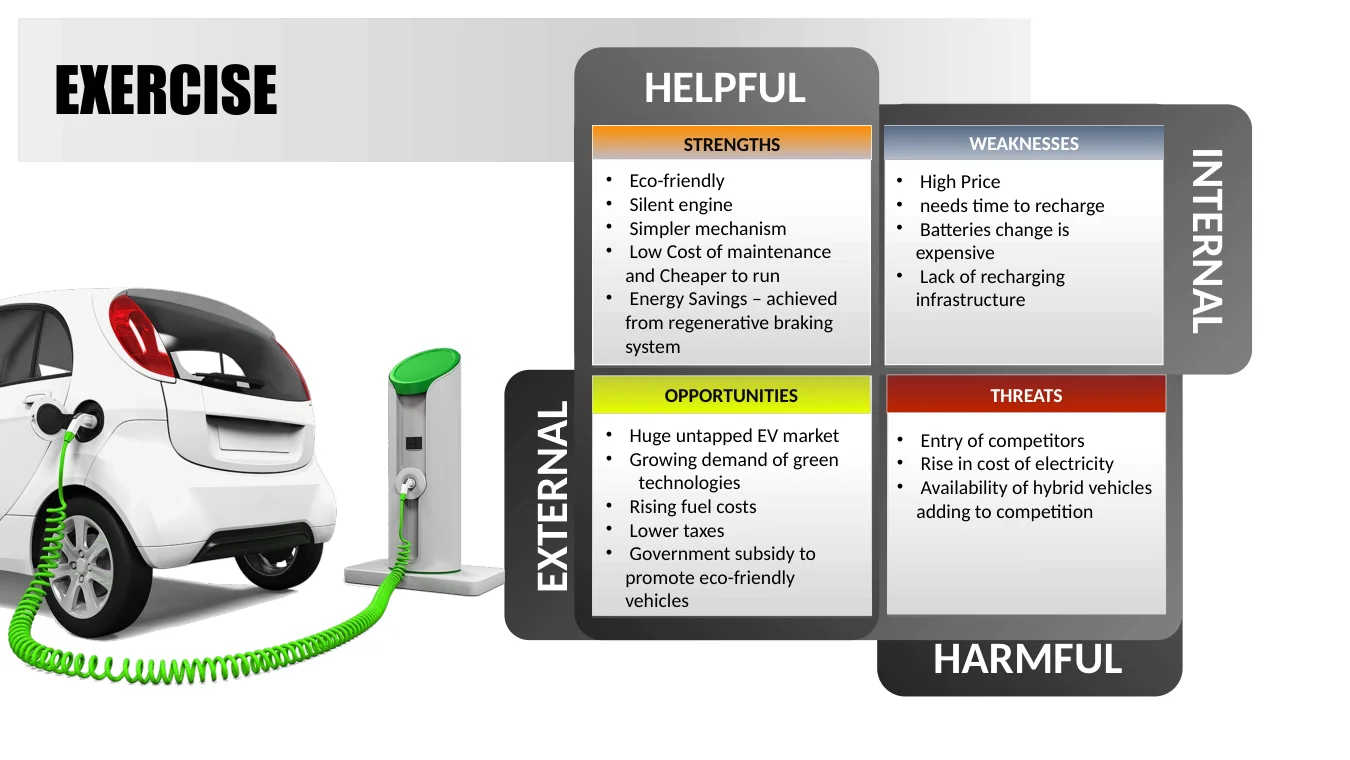 EXERCISE
HELPFUL
STRENGTHS
• Eco-friendly
• Silent engine
• Simpler mechanism
• Low Cost of maintenance
and Cheaper to run
• Energy Savings – achieved
from regenerative braking
system
WEAKNESSES
• High Price
• needs time to recharge
• Batteries change is
expensive
• Lack of recharging
infrastructure
INTERNAL
EXTERNAL
OPPORTUNITIES
• Huge untapped EV market
• Growing demand of green
technologies
• Rising fuel costs
• Lower taxes
• Government subsidy to
promote eco-friendly
vehicles
THREATS
• Entry of competitors
• Rise in cost of electricity
• Availability of hybrid vehicles
adding to competition
HARMFUL